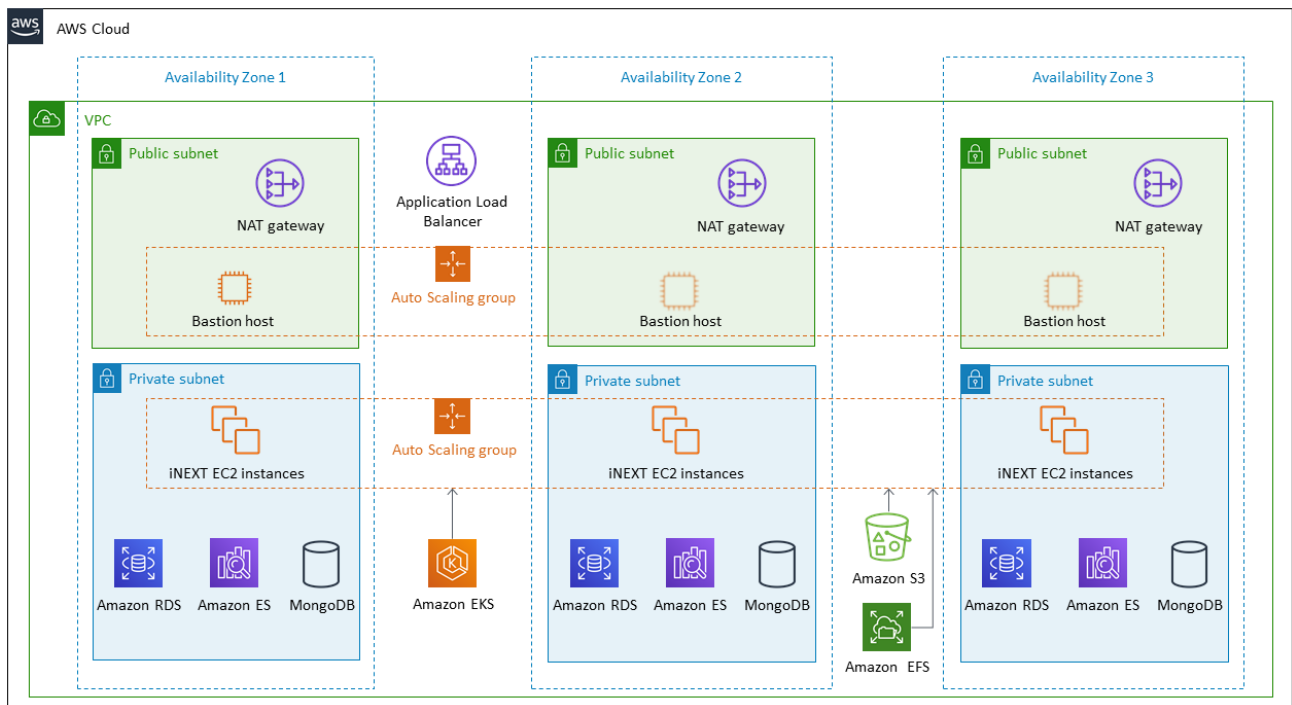 aws
AWS Cloud
Availability Zone 1
Availability Zone 2
Availability Zone 3
VPC
Public subnet
NAT gateway
Bastion host
Application Load
Balancer
Auto Scaling group
Public subnet
NAT gateway
Bastion host
Public subnet
NAT gateway
Bastion host
Private subnet
iNEXT EC2 instances
Amazon RDS
Amazon ES
MongoDB
Auto Scaling group
Amazon EKS
Private subnet
iNEXT EC2 instances
Amazon RDS
Amazon ES
MongoDB
Amazon S3
Amazon EFS
Private subnet
iNEXT EC2 instances
Amazon RDS
Amazon ES
MongoDB